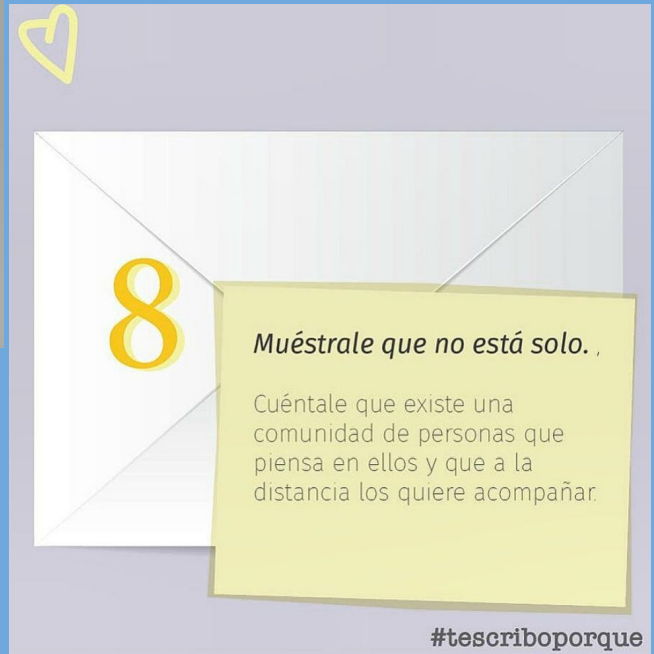 8
Muéstrale que no está solo. ,
Cuéntale que existe una
comunidad de personas que
piensa en ellos y que a la
distancia los quiere acompañar.
#tescriboporque